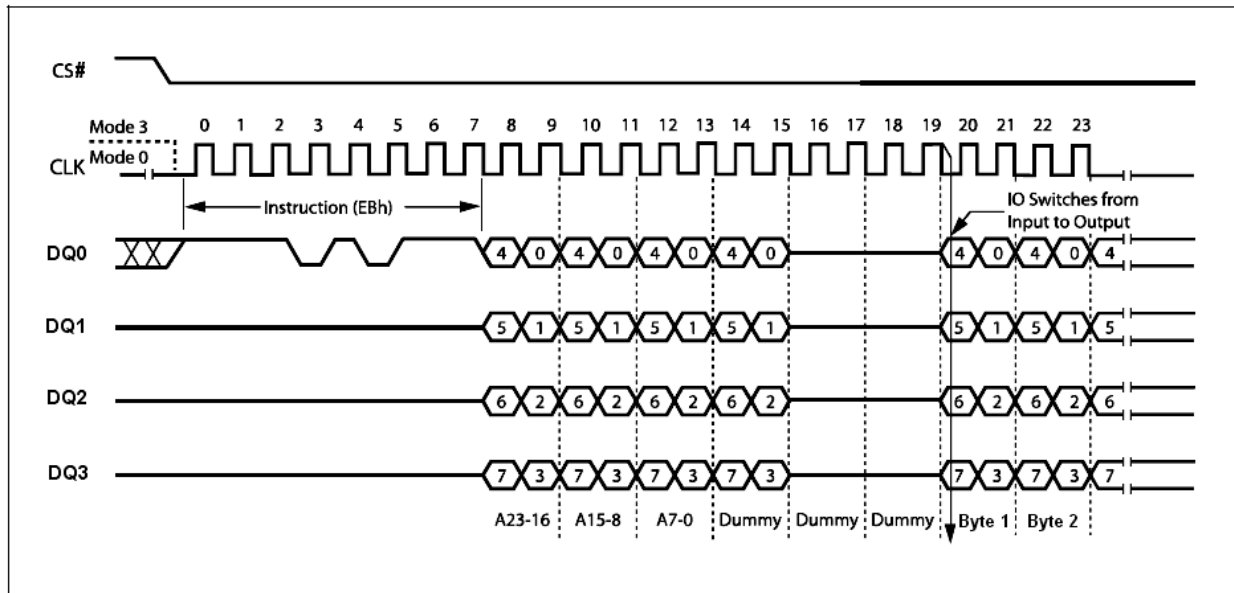 CS#
Mode 3
0 1 2 3 4 5 6 7 8 9 10 11 12 13 14 15 16 17 18 19 20 21 22 23
Mode 0
CLK
Instruction (EBh)
IO Switches from
Input to Output
DQ0 4 0 4 0 4 0 4 0 4 0 4 0 4
DQ1 5 1 5 1 5 1 5 1 5 1 5 1 5
DQ2 6 2 6 2 6 2 6 2 6 2 6 2 6
DQ3 7 3 7 3 7 3 7 3 7 3 7 3 7
A23-16 A15-8 A7-0 Dummy Dummy Dummy Byte 1 Byte 2